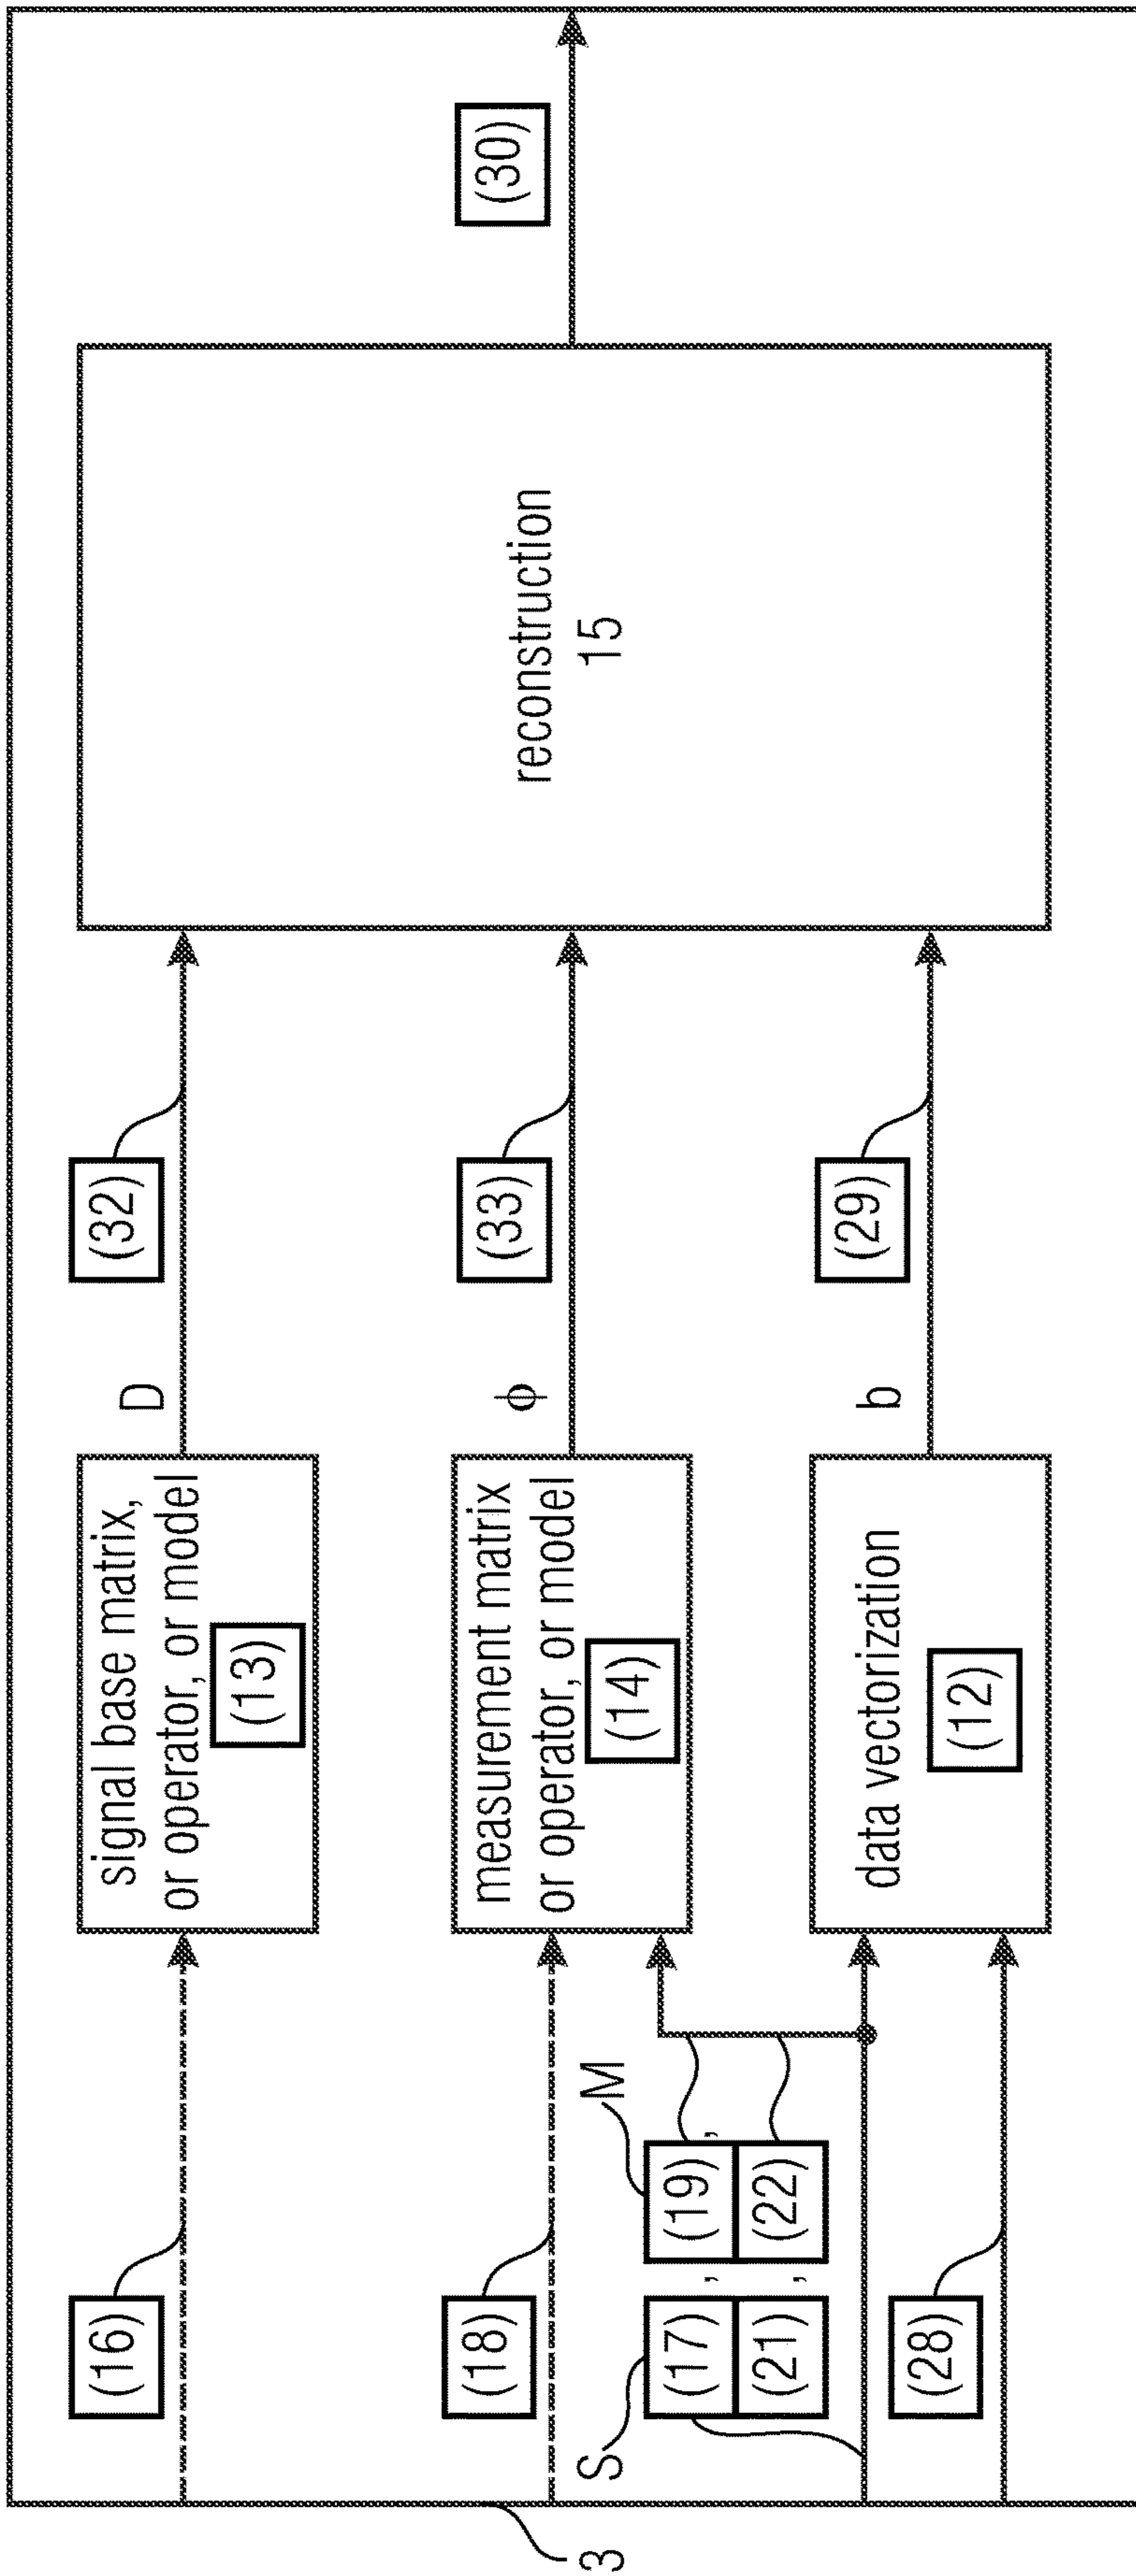 3
(16)
signal base matrix,
or operator, or model
(13)
D
(32)
(18)
measurement matrix
or operator, or model
(14)
ϕ
(33)
S
(17) , (19) ,
M
(21) , (22)
(28)
data vectorization
(12)
b
(29)
reconstruction
15
(30)